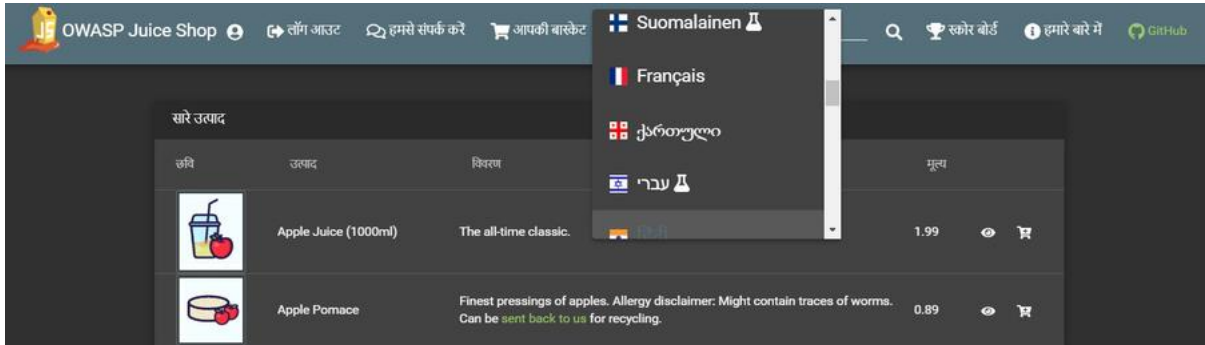 OWASP Juice Shop लॉग आउट हमसे संपर्क करें आपकी बास्केट स्कोर बोर्ड हमारे बारे में GitHub
Suomalainen
Français
ქართული
עברי
हिंदी
सारे उत्पाद
छवि उत्पाद विवरण मूल्य
Apple Juice (1000ml) The all-time classic. 1.99
Apple Pomace Finest pressings of apples. Allergy disclaimer: Might contain traces of worms.
Can be sent back to us for recycling. 0.89